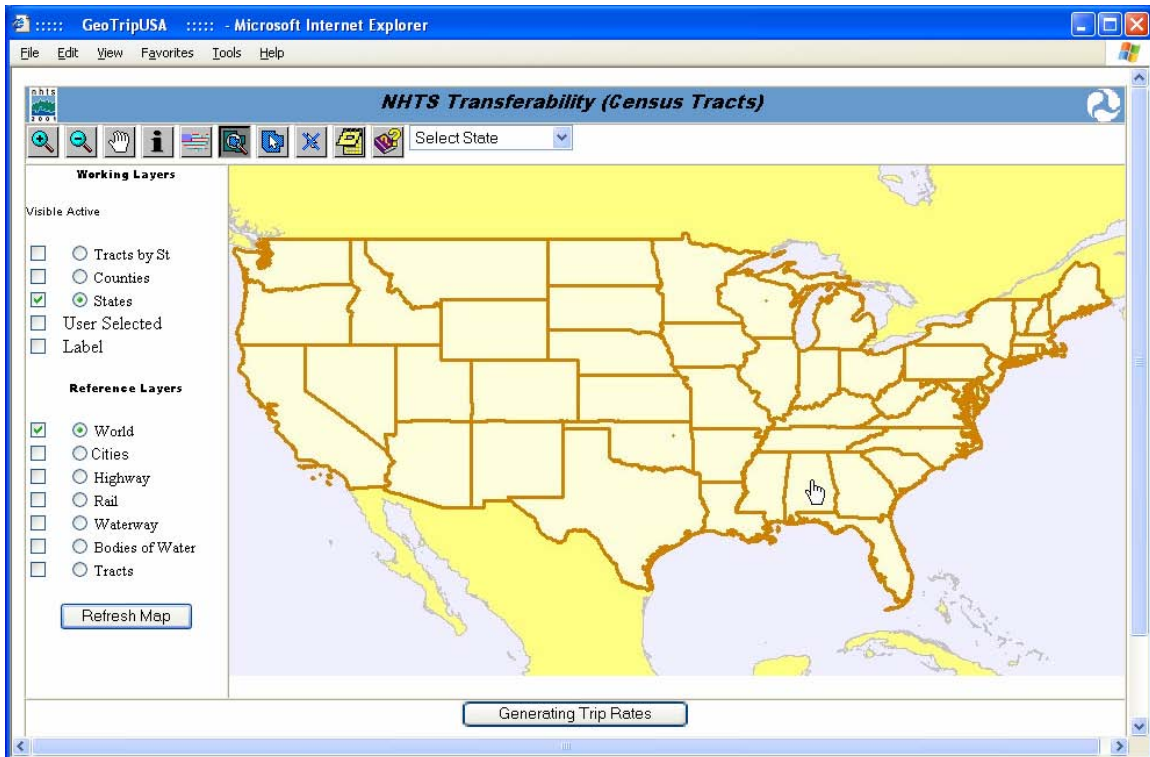 ::::: GeoTripUSA ::::: - Microsoft Internet Explorer
File Edit View Favorites Tools Help
nhts
2001
NHTS Transferability (Census Tracts)
Select State
Working Layers
Visible Active
Tracts by St
Counties
States
User Selected
Label
Reference Layers
World
Cities
Highway
Rail
Waterway
Bodies of Water
Tracts
Refresh Map
Generating Trip Rates